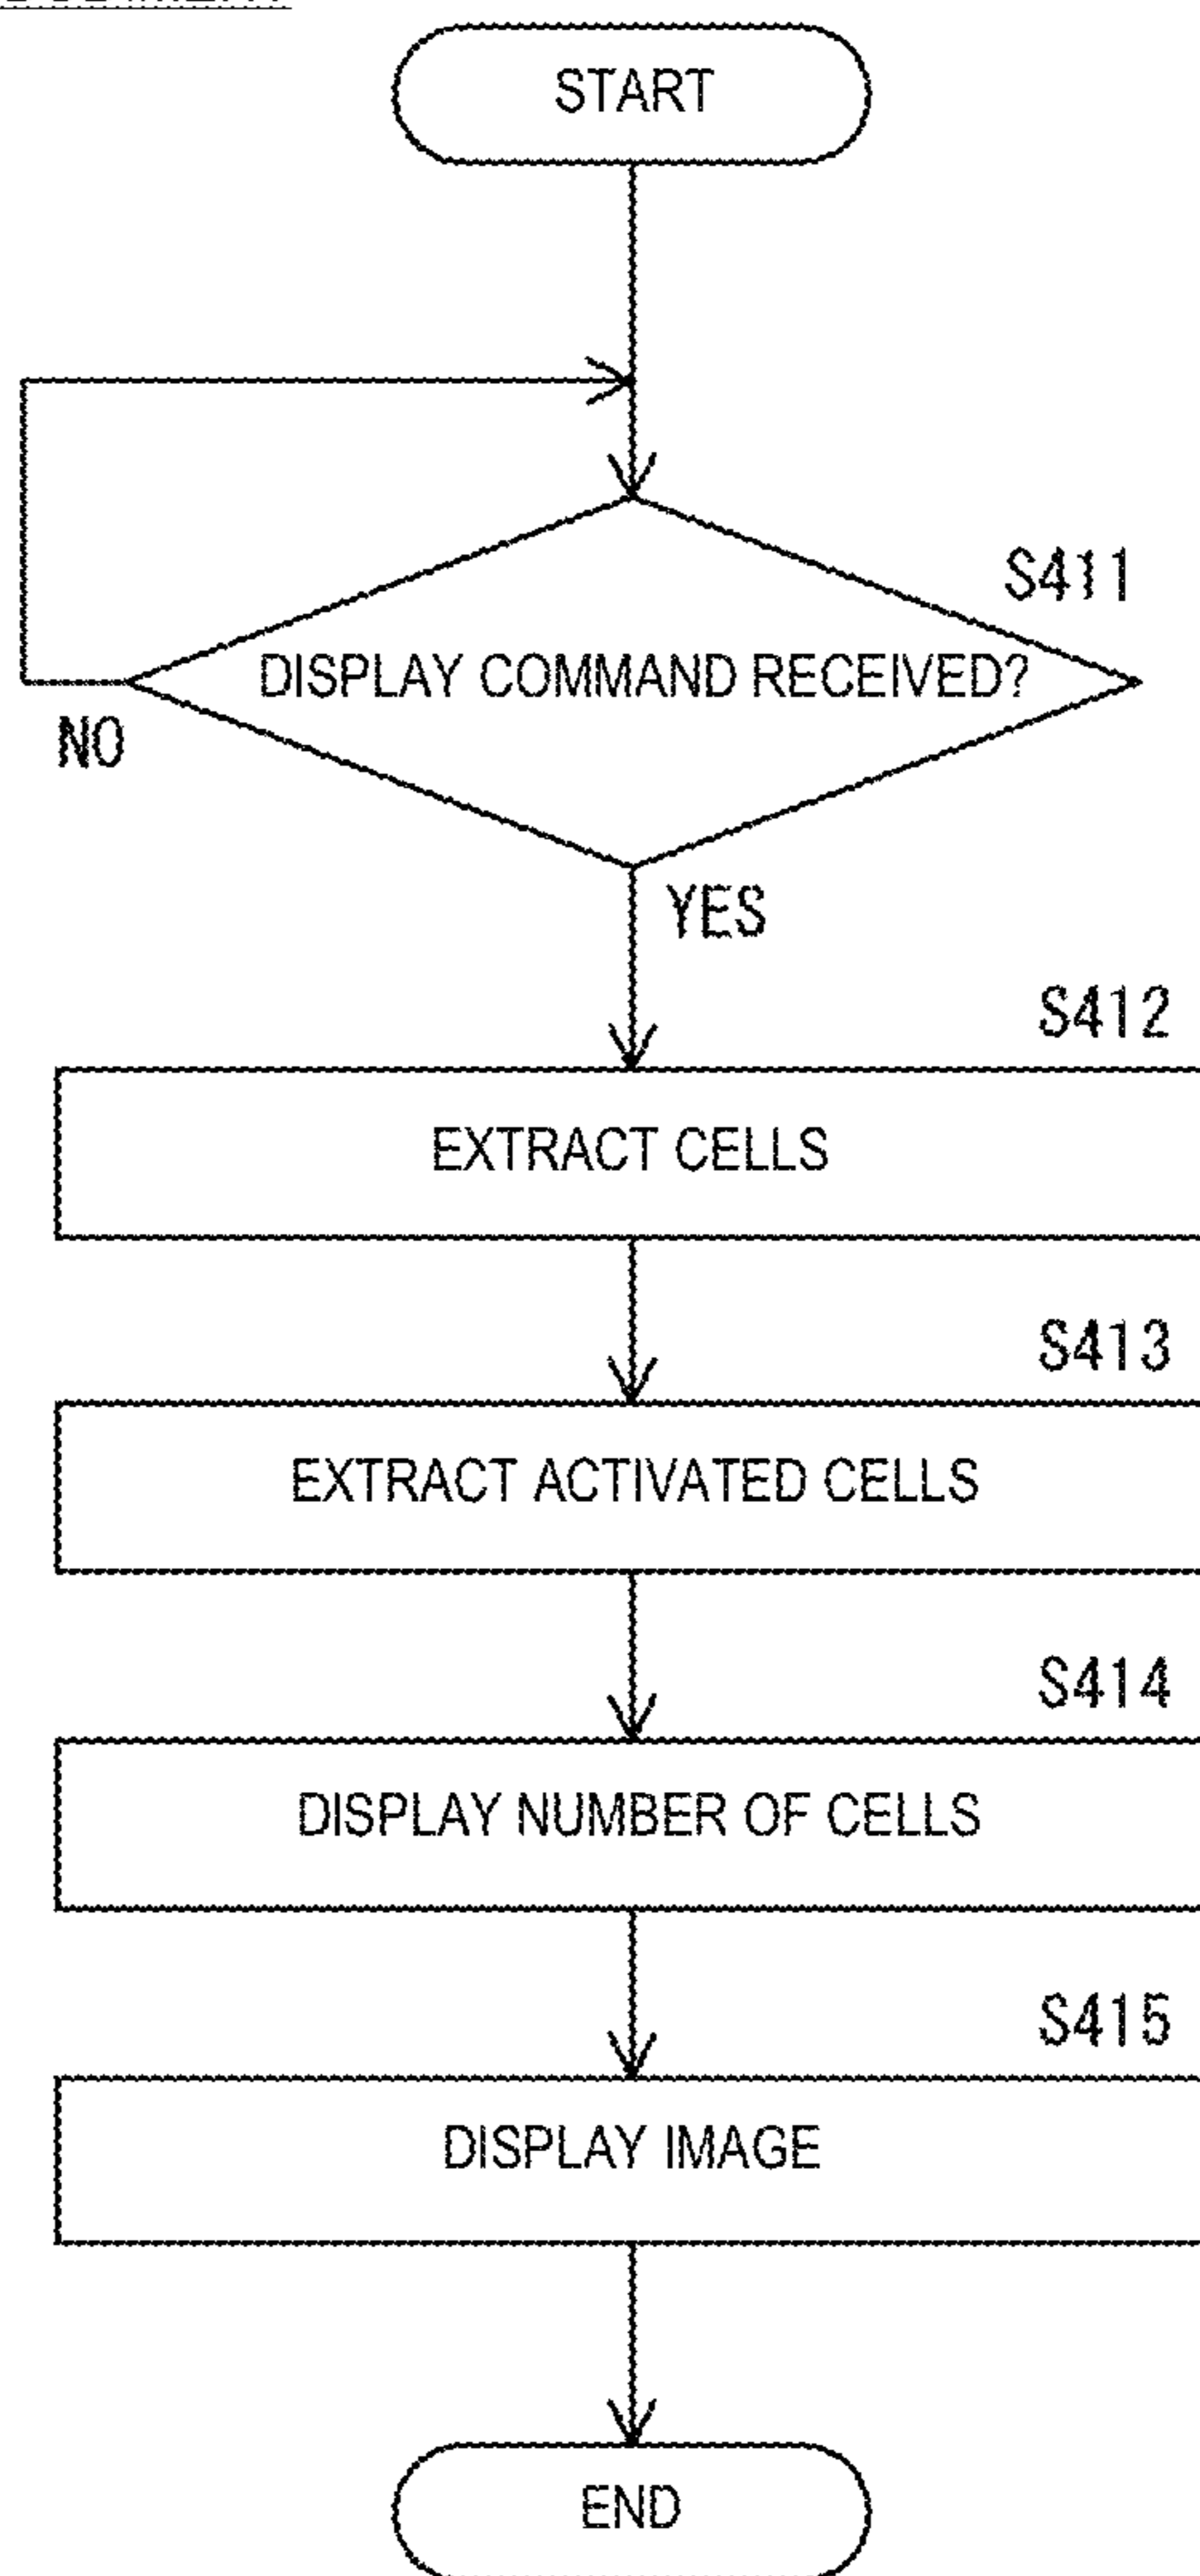 START
S411
DISPLAY COMMAND RECEIVED?
NO
YES
S412
EXTRACT CELLS
S413
EXTRACT ACTIVATED CELLS
S414
DISPLAY NUMBER OF CELLS
S415
DISPLAY IMAGE
END